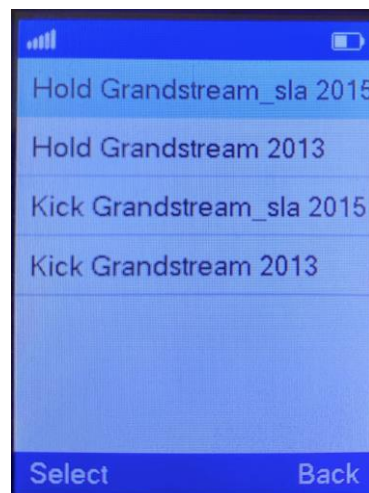 Hold Grandstream_sla 2015
Hold Grandstream 2013
Kick Grandstream_sla 2015
Kick Grandstream 2013
Select Back